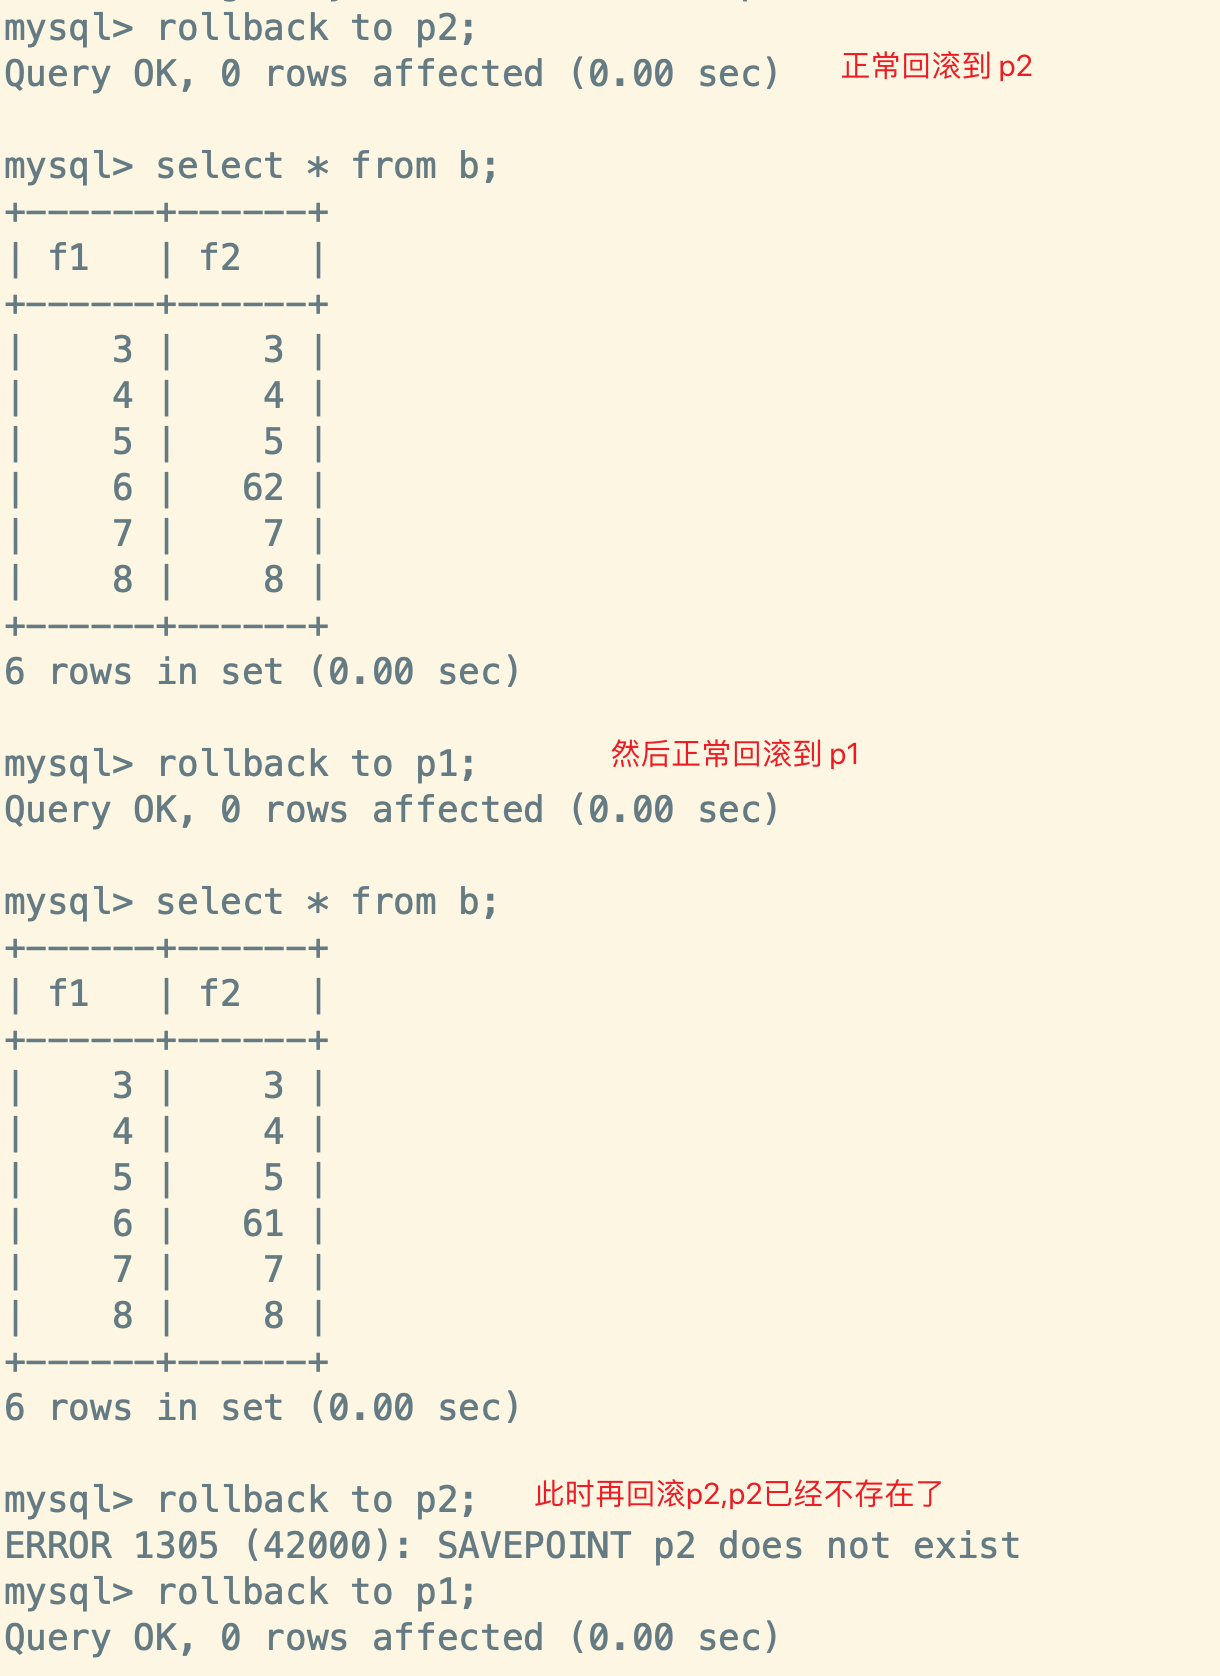 mysql> rollback to p2;
Query OK, 0 rows affected (0.00 sec) 正常回滚到 p2
mysql> select * from b;
+------+------+
| f1   | f2   |
+------+------+
|    3 |    3 |
|    4 |    4 |
|    5 |    5 |
|    6 |   62 |
|    7 |    7 |
|    8 |    8 |
+------+------+
6 rows in set (0.00 sec)
mysql> rollback to p1; 然后正常回滚到 p1
Query OK, 0 rows affected (0.00 sec)
mysql> select * from b;
+------+------+
| f1   | f2   |
+------+------+
|    3 |    3 |
|    4 |    4 |
|    5 |    5 |
|    6 |   61 |
|    7 |    7 |
|    8 |    8 |
+------+------+
6 rows in set (0.00 sec)
mysql> rollback to p2; 此时再回滚p2,p2已经不存在了
ERROR 1305 (42000): SAVEPOINT p2 does not exist
mysql> rollback to p1;
Query OK, 0 rows affected (0.00 sec)